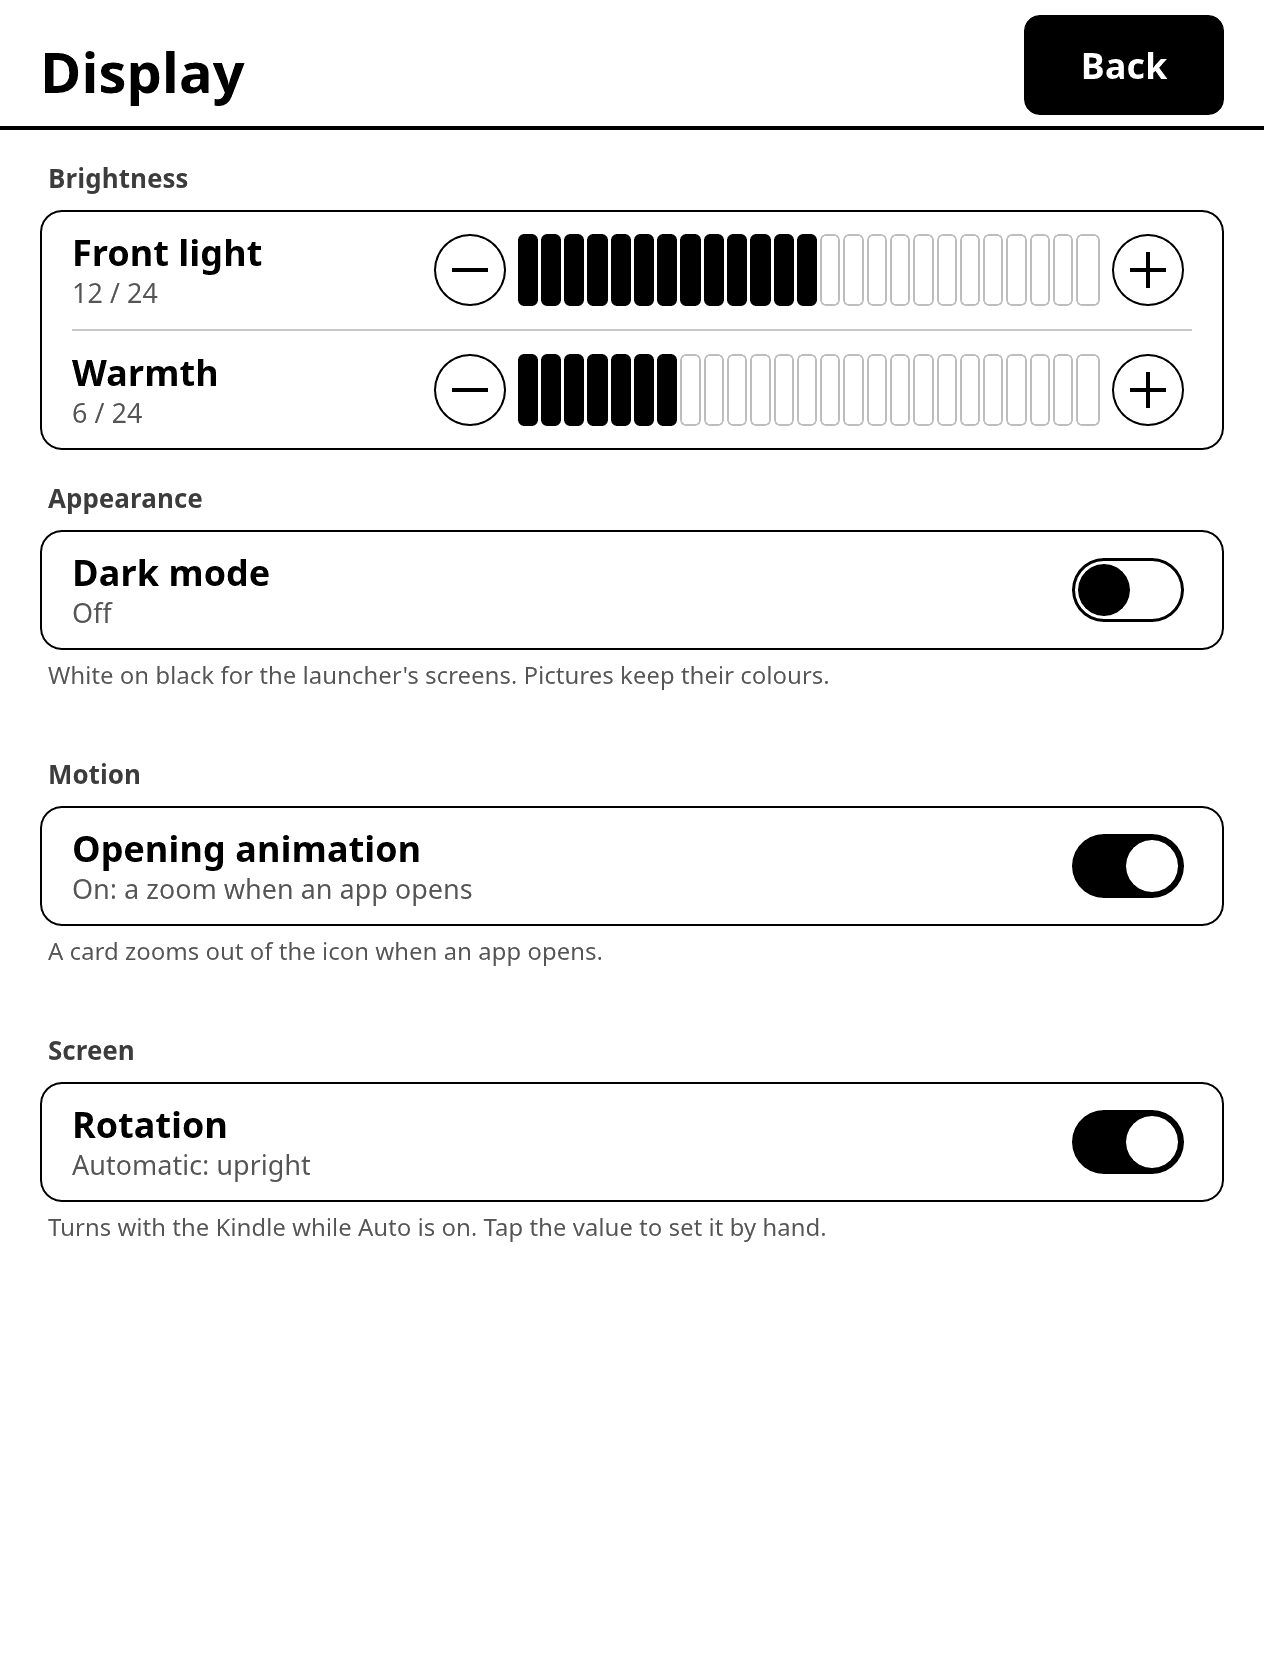 Display
Back
Brightness
Front light
12 / 24
Warmth
6 / 24
Appearance
Dark mode
Off
White on black for the launcher's screens. Pictures keep their colours.
Motion
Opening animation
On: a zoom when an app opens
A card zooms out of the icon when an app opens.
Screen
Rotation
Automatic: upright
Turns with the Kindle while Auto is on. Tap the value to set it by hand.